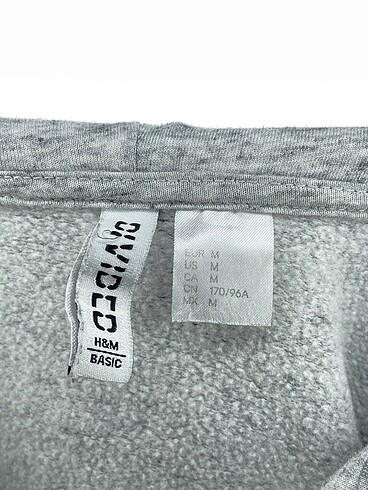 DIVIDED
H&M
BASIC
EUR M
US M
CA M
CN 170/96A
MX M